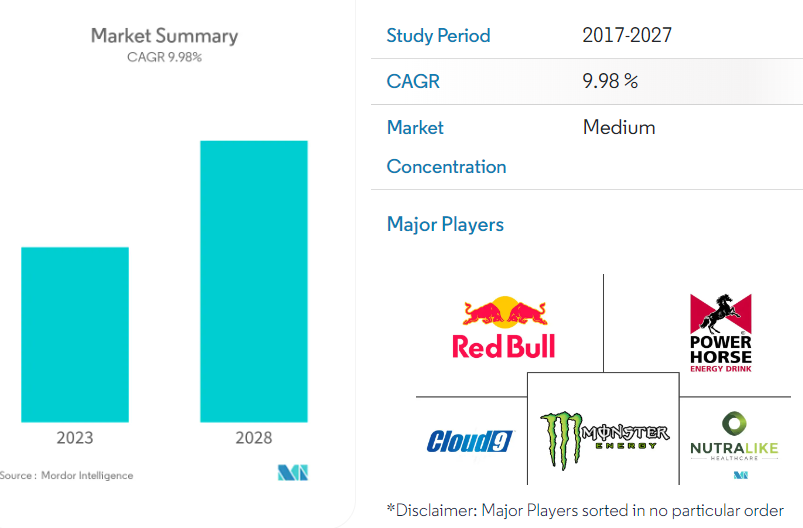 Market Summary
CAGR 9.98%
2023
2028
Source : Mordor Intelligence
Study Period
2017-2027
CAGR
9.98 %
Market
Concentration
Medium
Major Players
Red Bull
POWER
HORSE
ENERGY DRINK
Cloud 9
MONSTER
ENERGY
NUTRALIKE
HEALTHCARE
*Disclaimer: Major Players sorted in no particular order